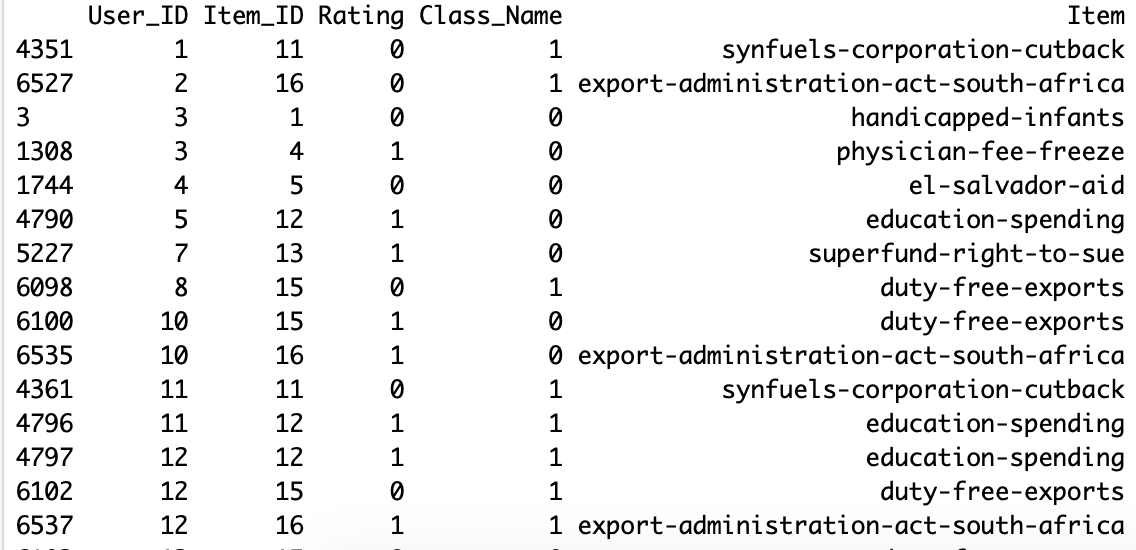 User_ID Item_ID Rating Class_Name Item
4351 1 11 0 1 synfuels-corporation-cutback
6527 2 16 0 1 export-administration-act-south-africa
3 3 1 0 0 handicapped-infants
1308 3 4 1 0 physician-fee-freeze
1744 4 5 0 0 el-salvador-aid
4790 5 12 1 0 education-spending
5227 7 13 1 0 superfund-right-to-sue
6098 8 15 0 1 duty-free-exports
6100 10 15 1 0 duty-free-exports
6535 10 16 1 0 export-administration-act-south-africa
4361 11 11 0 1 synfuels-corporation-cutback
4796 11 12 1 1 education-spending
4797 12 12 1 1 education-spending
6102 12 15 0 1 duty-free-exports
6537 12 16 1 1 export-administration-act-south-africa